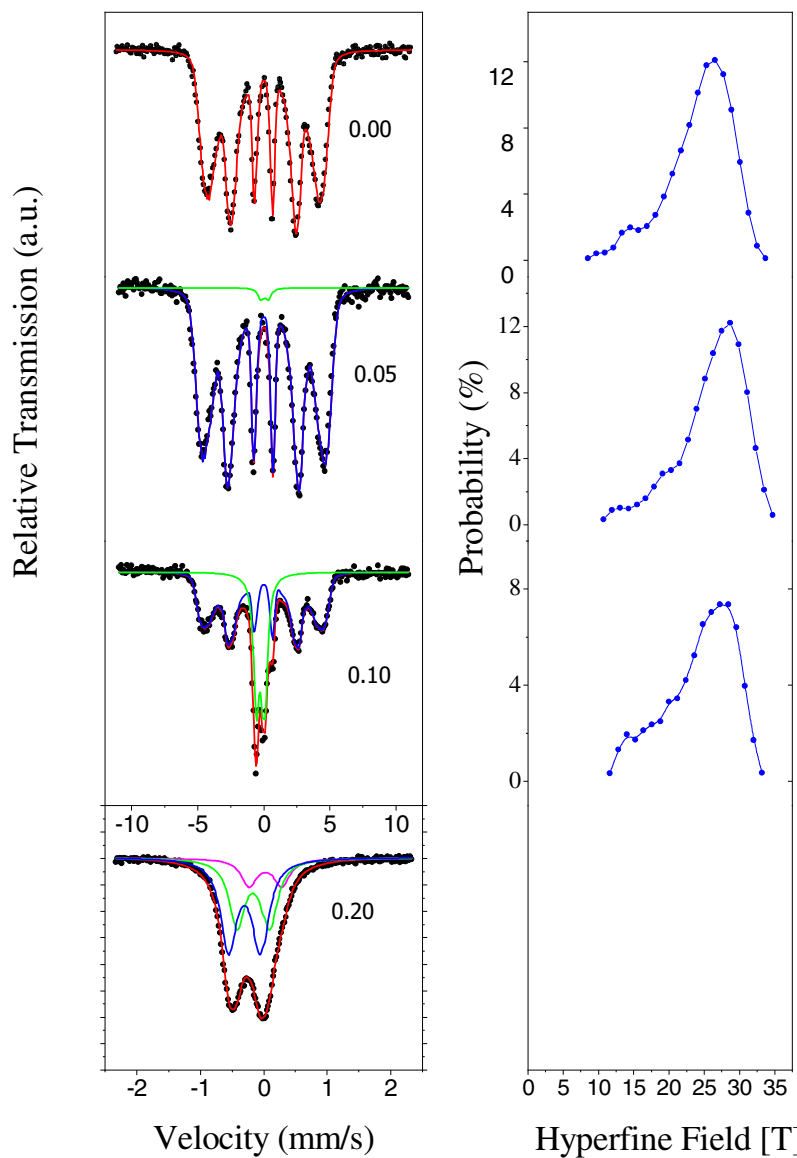 Relative Transmission (a.u.)
0.00
0.05
0.10
-10 -5 0 5 10
0.20
-2 -1 0 1 2
Velocity (mm/s)
Probability (%)
12
8
4
0
12
8
4
0
8
4
0
0 5 10 15 20 25 30 35
Hyperfine Field [T]